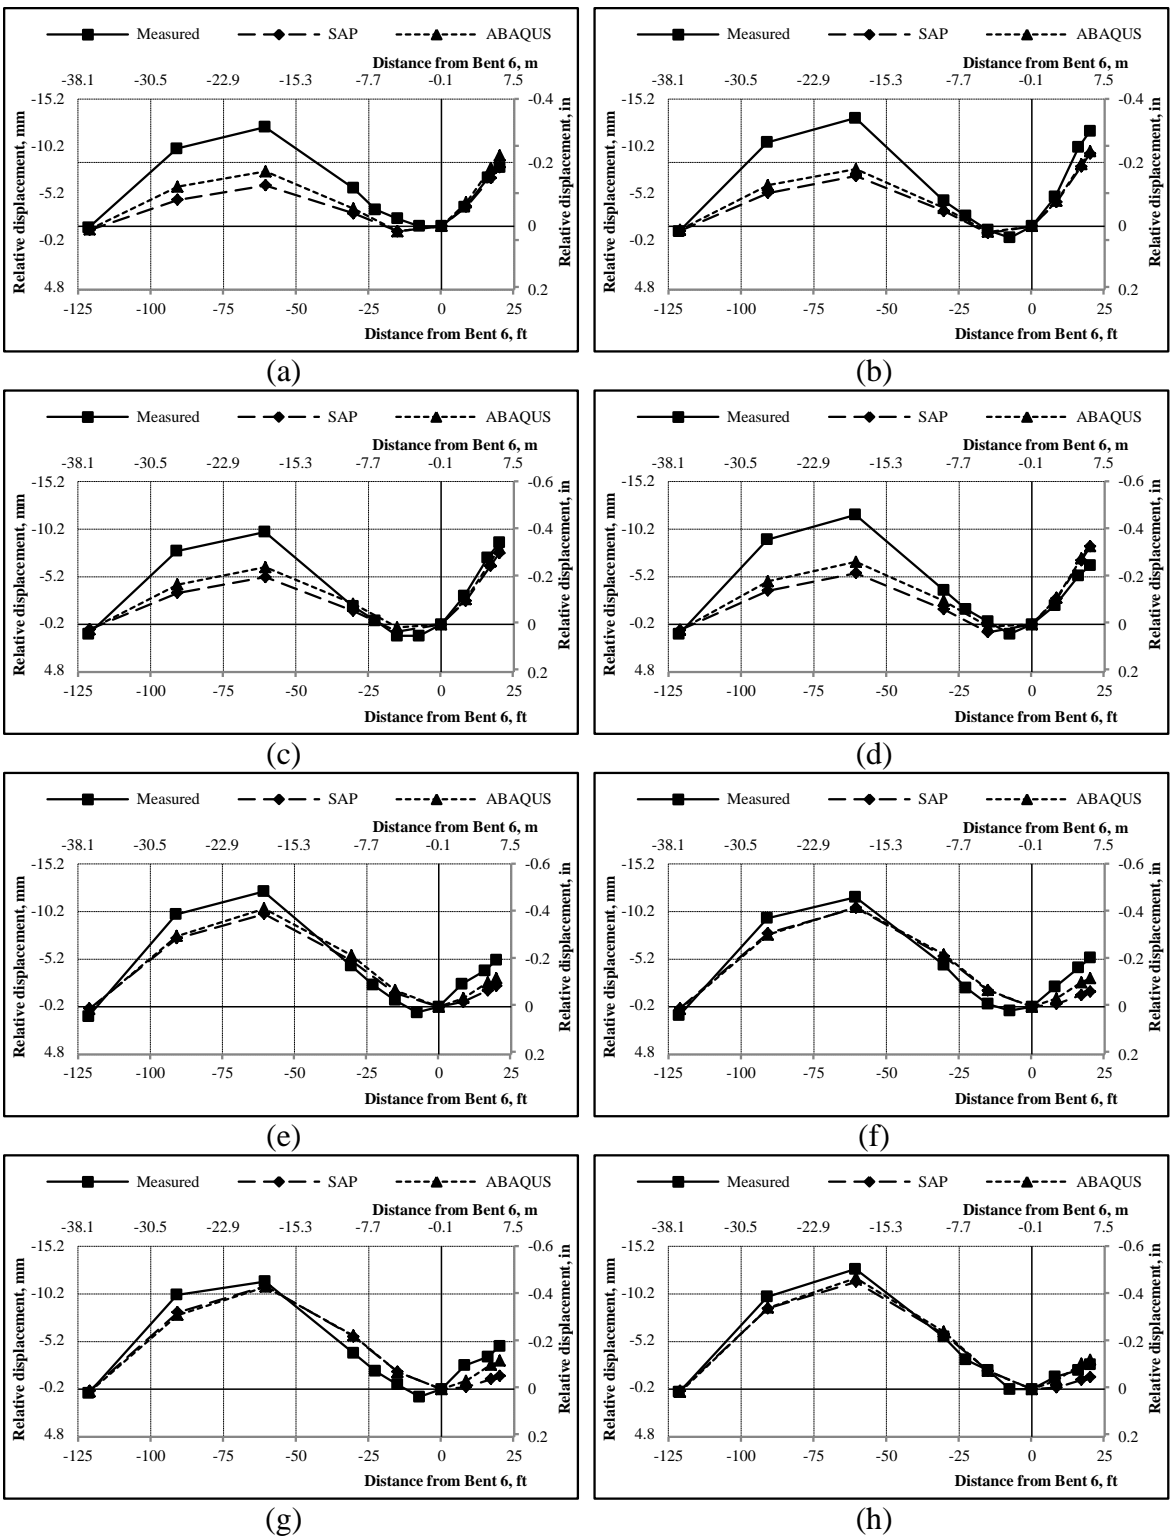 Measured SAP ABAQUS
Distance from Bent 6, m
-38.1 -30.5 -22.9 -15.3 -7.7 -0.1 7.5
Relative displacement, mm
-15.2 -10.2 -5.2 -0.2 4.8
-0.4 -0.2 0 0.2
Relative displacement, in
-125 -100 -75 -50 -25 0 25
Distance from Bent 6, ft
(a)
Measured SAP ABAQUS
Distance from Bent 6, m
-38.1 -30.5 -22.9 -15.3 -7.7 -0.1 7.5
Relative displacement, mm
-15.2 -10.2 -5.2 -0.2 4.8
-0.4 -0.2 0 0.2
Relative displacement, in
-125 -100 -75 -50 -25 0 25
Distance from Bent 6, ft
(b)
Measured SAP ABAQUS
Distance from Bent 6, m
-38.1 -30.5 -22.9 -15.3 -7.7 -0.1 7.5
Relative displacement, mm
-15.2 -10.2 -5.2 -0.2 4.8
-0.6 -0.4 -0.2 0 0.2
Relative displacement, in
-125 -100 -75 -50 -25 0 25
Distance from Bent 6, ft
(c)
Measured SAP ABAQUS
Distance from Bent 6, m
-38.1 -30.5 -22.9 -15.3 -7.7 -0.1 7.5
Relative displacement, mm
-15.2 -10.2 -5.2 -0.2 4.8
-0.6 -0.4 -0.2 0 0.2
Relative displacement, in
-125 -100 -75 -50 -25 0 25
Distance from Bent 6, ft
(d)
Measured SAP ABAQUS
Distance from Bent 6, m
-38.1 -30.5 -22.9 -15.3 -7.7 -0.1 7.5
Relative displacement, mm
-15.2 -10.2 -5.2 -0.2 4.8
-0.6 -0.4 -0.2 0 0.2
Relative displacement, in
-125 -100 -75 -50 -25 0 25
Distance from Bent 6, ft
(e)
Measured SAP ABAQUS
Distance from Bent 6, m
-38.1 -30.5 -22.9 -15.3 -7.7 -0.1 7.5
Relative displacement, mm
-15.2 -10.2 -5.2 -0.2 4.8
-0.6 -0.4 -0.2 0 0.2
Relative displacement, in
-125 -100 -75 -50 -25 0 25
Distance from Bent 6, ft
(f)
Measured SAP ABAQUS
Distance from Bent 6, m
-38.1 -30.5 -22.9 -15.3 -7.7 -0.1 7.5
Relative displacement, mm
-15.2 -10.2 -5.2 -0.2 4.8
-0.6 -0.4 -0.2 0 0.2
Relative displacement, in
-125 -100 -75 -50 -25 0 25
Distance from Bent 6, ft
(g)
Measured SAP ABAQUS
Distance from Bent 6, m
-38.1 -30.5 -22.9 -15.3 -7.7 -0.1 7.5
Relative displacement, mm
-15.2 -10.2 -5.2 -0.2 4.8
-0.6 -0.4 -0.2 0 0.2
Relative displacement, in
-125 -100 -75 -50 -25 0 25
Distance from Bent 6, ft
(h)